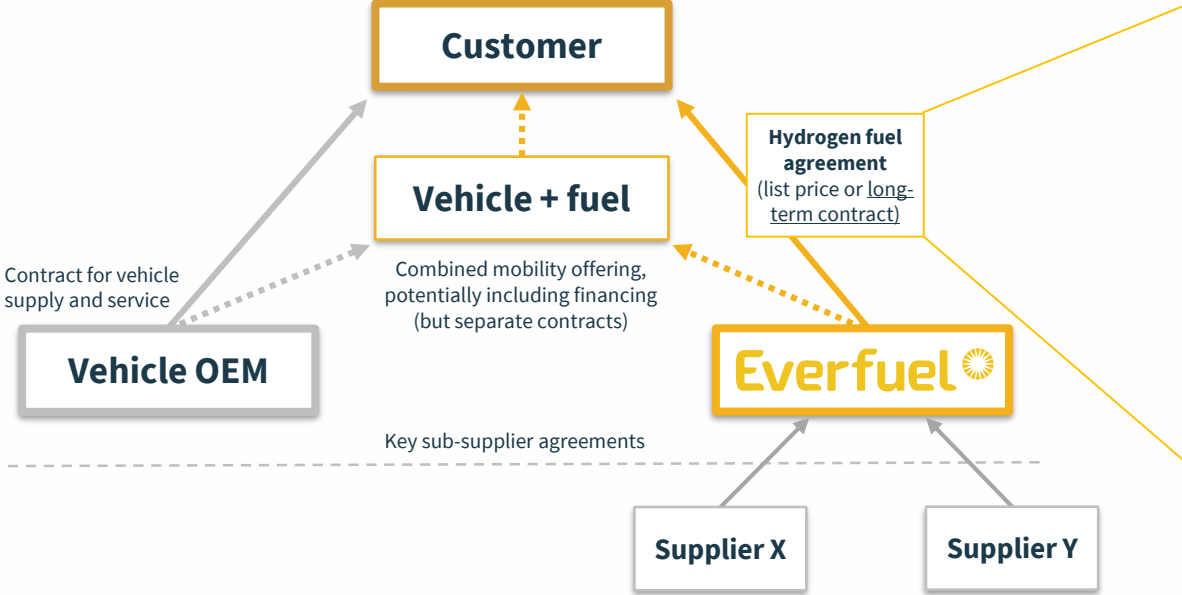 Customer
Hydrogen fuel
agreement
(list price or long-
term contract)
Vehicle + fuel
Combined mobility offering,
potentially including financing
(but separate contracts)
Contract for vehicle
supply and service
Vehicle OEM
Everfuel
Key sub-supplier agreements
Supplier X
Supplier Y